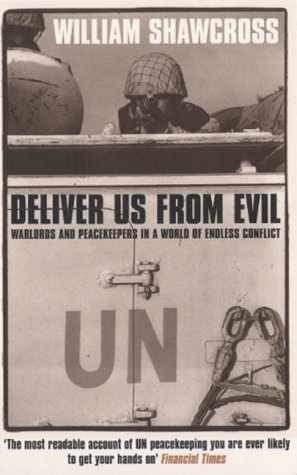 WILLIAM SHAWCROSS
DELIVER US FROM EVIL
WARLORDS AND PEACEKEEPERS IN A WORLD OF ENDLESS CONFLICT
UN
'The most readable account of UN peacekeeping you are ever likely
to get your hands on' Financial Times